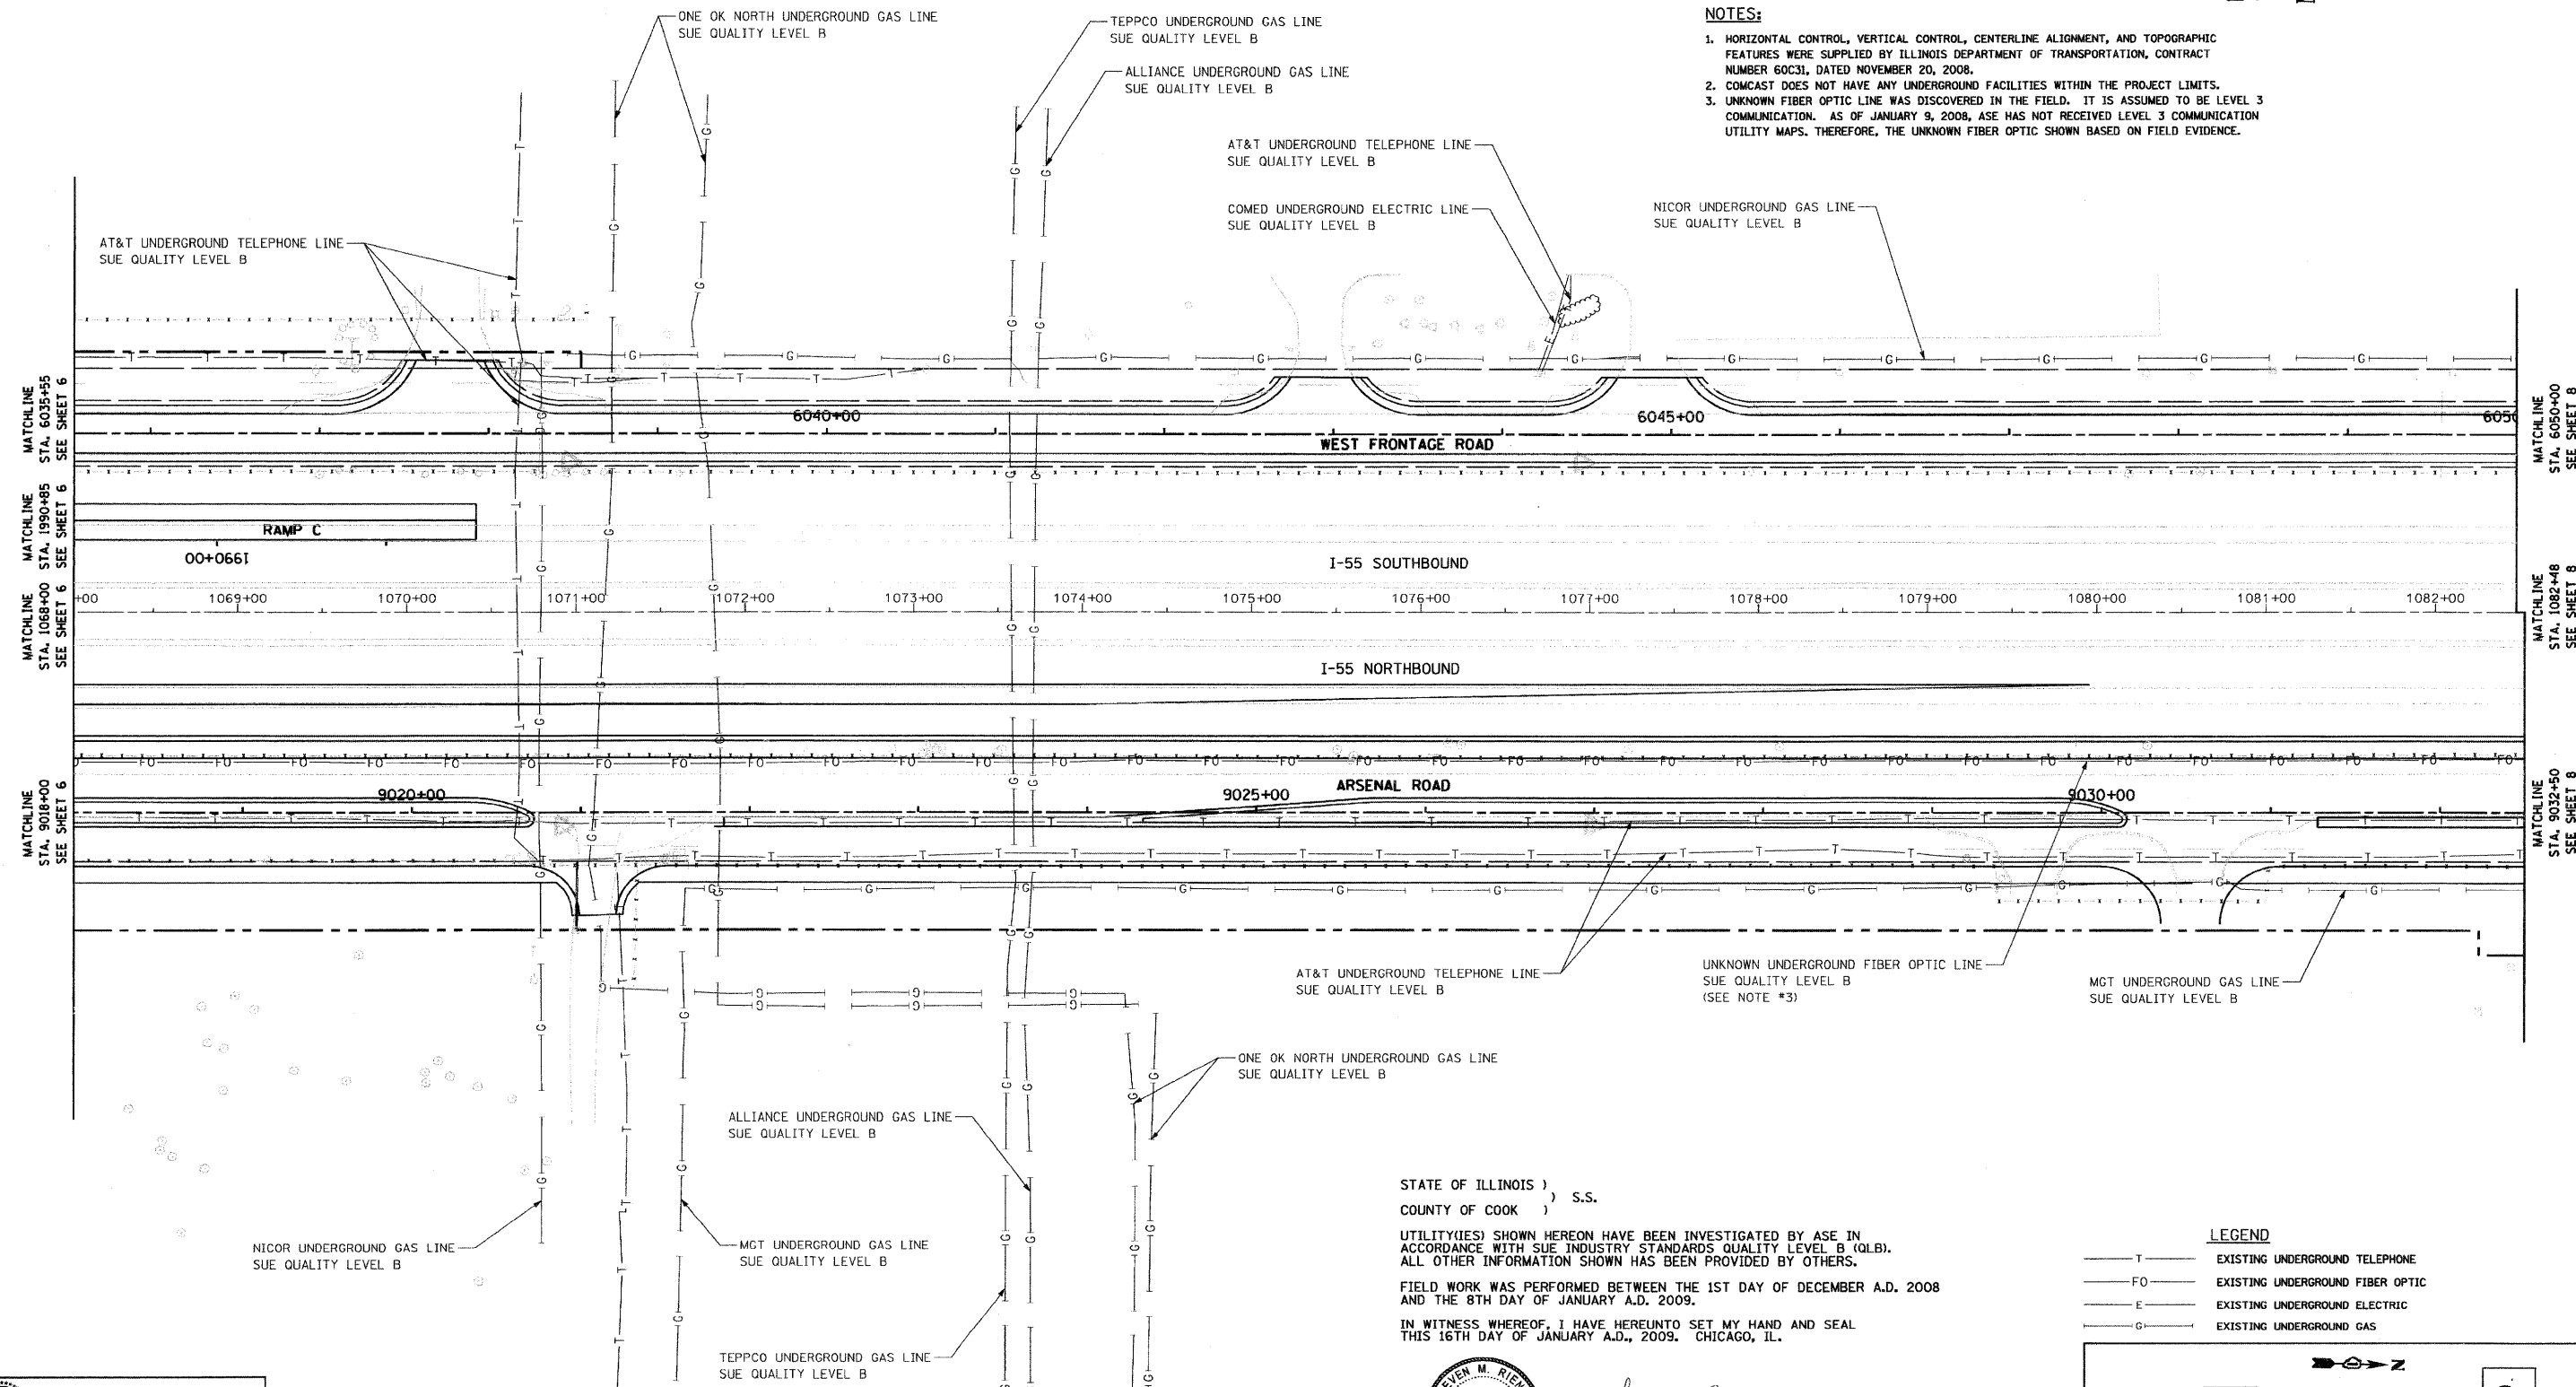 ONE OK NORTH UNDERGROUND GAS LINE
SUE QUALITY LEVEL B
TEPPCO UNDERGROUND GAS LINE
SUE QUALITY LEVEL B
ALLIANCE UNDERGROUND GAS LINE
SUE QUALITY LEVEL B
NOTES:
1. HORIZONTAL CONTROL, VERTICAL CONTROL, CENTERLINE ALIGNMENT, AND TOPOGRAPHIC
FEATURES WERE SUPPLIED BY ILLINOIS DEPARTMENT OF TRANSPORTATION, CONTRACT
NUMBER 60C31, DATED NOVEMBER 20, 2008.
2. COMCAST DOES NOT HAVE ANY UNDERGROUND FACILITIES WITHIN THE PROJECT LIMITS.
3. UNKNOWN FIBER OPTIC LINE WAS DISCOVERED IN THE FIELD. IT IS ASSUMED TO BE LEVEL 3
COMMUNICATION. AS OF JANUARY 9, 2008, ASE HAS NOT RECEIVED LEVEL 3 COMMUNICATION
UTILITY MAPS. THEREFORE, THE UNKNOWN FIBER OPTIC SHOWN BASED ON FIELD EVIDENCE.
AT&T UNDERGROUND TELEPHONE LINE
SUE QUALITY LEVEL B
COMED UNDERGROUND ELECTRIC LINE
SUE QUALITY LEVEL B
NICOR UNDERGROUND GAS LINE
SUE QUALITY LEVEL B
AT&T UNDERGROUND TELEPHONE LINE
SUE QUALITY LEVEL B
MATCHLINE
STA. 6035+55
SEE SHEET 6
6040+00
6045+00
6050
MATCHLINE
STA. 6050+00
SEE SHEET 8
WEST FRONTAGE ROAD
MATCHLINE
STA. 1990+85
SEE SHEET 6
RAMP C
1990+00
I-55 SOUTHBOUND
MATCHLINE
STA. 1068+00
SEE SHEET 6
+00
1069+00
1070+00
1071+00
1072+00
1073+00
1074+00
1075+00
1076+00
1077+00
1078+00
1079+00
1080+00
1081+00
1082+00
MATCHLINE
STA. 1082+48
SEE SHEET 8
I-55 NORTHBOUND
ARSENAL ROAD
MATCHLINE
STA. 9018+00
SEE SHEET 6
9020+00
9025+00
9030+00
MATCHLINE
STA. 9032+50
SEE SHEET 8
AT&T UNDERGROUND TELEPHONE LINE
SUE QUALITY LEVEL B
UNKNOWN UNDERGROUND FIBER OPTIC LINE
SUE QUALITY LEVEL B
(SEE NOTE #3)
MGT UNDERGROUND GAS LINE
SUE QUALITY LEVEL B
ONE OK NORTH UNDERGROUND GAS LINE
SUE QUALITY LEVEL B
ALLIANCE UNDERGROUND GAS LINE
SUE QUALITY LEVEL B
NICOR UNDERGROUND GAS LINE
SUE QUALITY LEVEL B
MGT UNDERGROUND GAS LINE
SUE QUALITY LEVEL B
TEPPCO UNDERGROUND GAS LINE
SUE QUALITY LEVEL B
STATE OF ILLINOIS )
) S.S.
COUNTY OF COOK )
UTILITY(IES) SHOWN HEREON HAVE BEEN INVESTIGATED BY ASE IN
ACCORDANCE WITH SUE INDUSTRY STANDARDS QUALITY LEVEL B (QLB).
ALL OTHER INFORMATION SHOWN HAS BEEN PROVIDED BY OTHERS.
FIELD WORK WAS PERFORMED BETWEEN THE 1ST DAY OF DECEMBER A.D. 2008
AND THE 8TH DAY OF JANUARY A.D. 2009.
IN WITNESS WHEREOF, I HAVE HEREUNTO SET MY HAND AND SEAL
THIS 16TH DAY OF JANUARY A.D., 2009. CHICAGO, IL.
LEGEND
T EXISTING UNDERGROUND TELEPHONE
FO EXISTING UNDERGROUND FIBER OPTIC
E EXISTING UNDERGROUND ELECTRIC
G EXISTING UNDERGROUND GAS
N